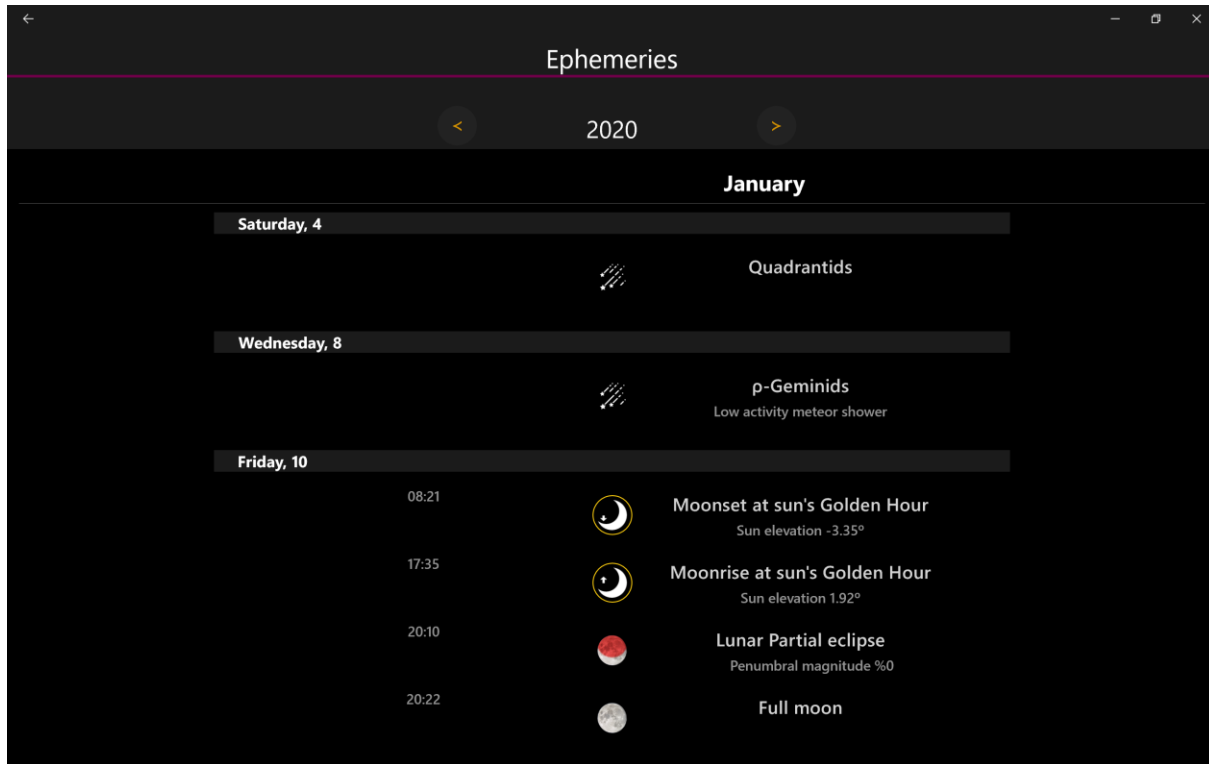 Ephemeries
< 2020 >
January
Saturday, 4
Quadrantids
Wednesday, 8
ρ-Geminids
Low activity meteor shower
Friday, 10
08:21
Moonset at sun's Golden Hour
Sun elevation -3.35º
17:35
Moonrise at sun's Golden Hour
Sun elevation 1.92º
20:10
Lunar Partial eclipse
Penumbral magnitude %0
20:22
Full moon